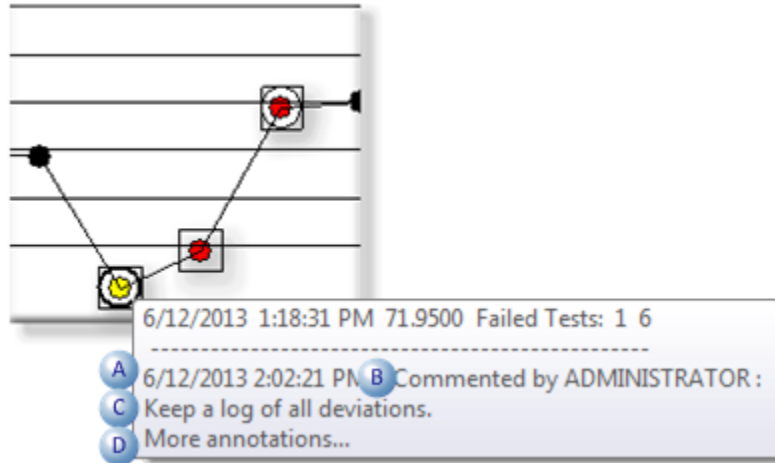 6/12/2013 1:18:31 PM 71.9500 Failed Tests: 1 6
--------------------------------------------------
A 6/12/2013 2:02:21 PM B Commented by ADMINISTRATOR :
C Keep a log of all deviations.
D More annotations...